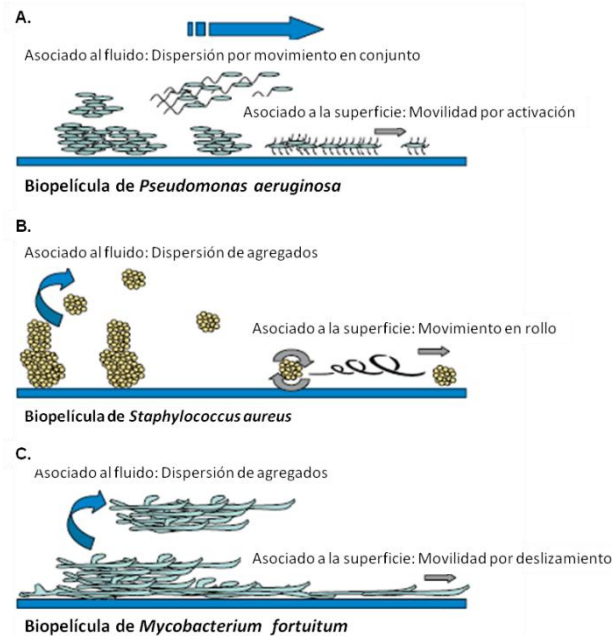 A.
Asociado al fluido: Dispersión por movimiento en conjunto
Asociado a la superficie: Movilidad por activación
Biopelícula de Pseudomonas aeruginosa
B.
Asociado al fluido: Dispersión de agregados
Asociado a la superficie: Movimiento en rollo
Biopelícula de Staphylococcus aureus
C.
Asociado al fluido: Dispersión de agregados
Asociado a la superficie: Movilidad por deslizamiento
Biopelícula de Mycobacterium fortuitum